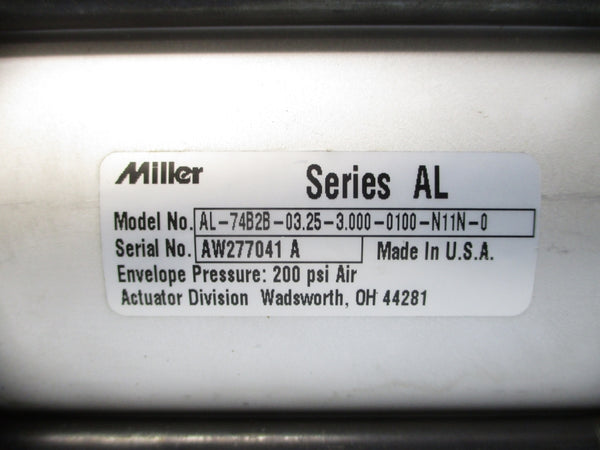 Miller Series AL
Model No. AL-74B2B-03.25-3.000-0100-N11N-0
Serial No. AW277041 A Made In U.S.A.
Envelope Pressure: 200 psi Air
Actuator Division Wadsworth, OH 44281